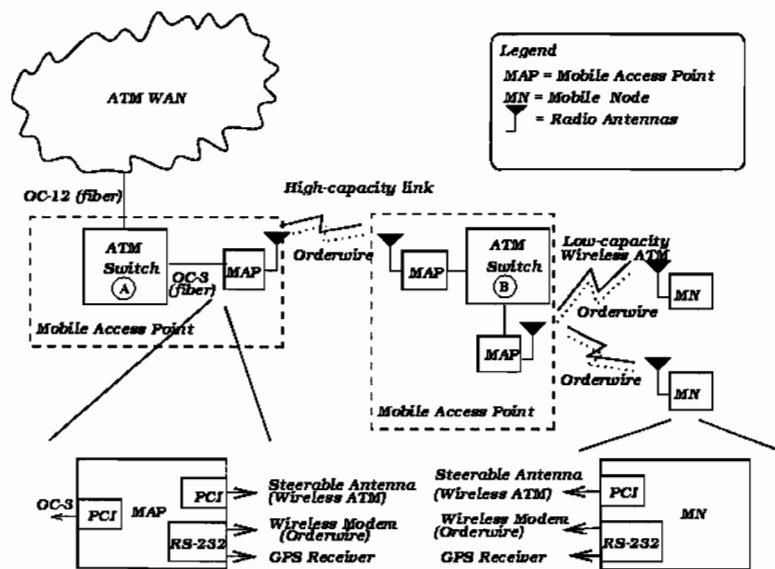 ATM WAN
Legend
MAP = Mobile Access Point
MN = Mobile Node
= Radio Antennas
OC-12 (fiber)
High-capacity link
ATM
Switch
A
OC-3
(fiber)
MAP
Orderwire
Mobile Access Point
MAP
ATM
Switch
B
MAP
Mobile Access Point
Low-capacity
Wireless ATM
MN
Orderwire
Orderwire
MN
OC-3
PCI
MAP
PCI
RS-232
Steerable Antenna
(Wireless ATM)
Wireless Modem
(Orderwire)
GPS Receiver
Steerable Antenna
(Wireless ATM)
Wireless Modem
(Orderwire)
GPS Receiver
PCI
MN
RS-232